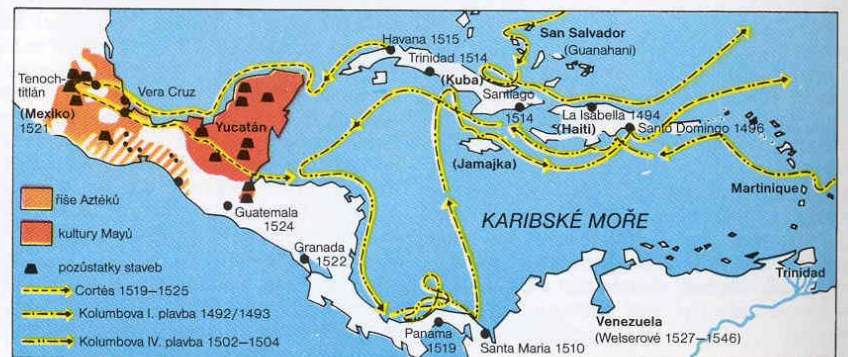 Havana 1515
Trinidad 1514
(Kuba)
San Salvador
(Guanahani)
Tenoch-
titlán
(Mexiko)
1521
Vera Cruz
Yucatán
Santiago
1514
La Isabella 1494
(Haiti)
Santo Domingo 1496
(Jamajka)
Martinique
říše Aztéků
kultury Mayů
pozůstatky staveb
Cortés 1519–1525
Kolumbova I. plavba 1492/1493
Kolumbova IV. plavba 1502–1504
Guatemala
1524
Granada
1522
KARIBSKÉ MOŘE
Panama
1519
Santa Maria 1510
Venezuela
(Welserové 1527–1546)
Trinidad